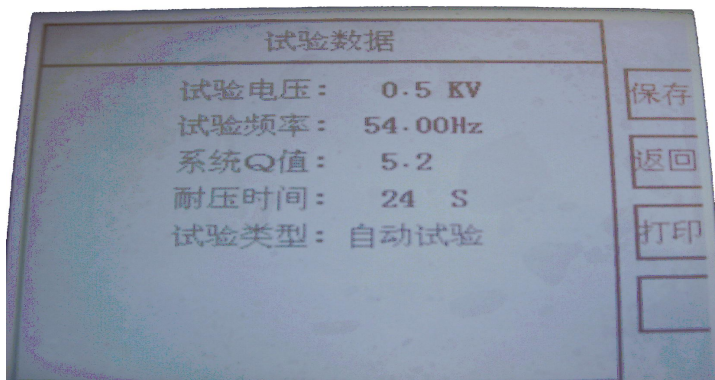 试验数据
试验电压: 0.5 KV
试验频率: 54.00Hz
系统Q值: 5.2
耐压时间: 24 S
试验类型: 自动试验
保存
返回
打印